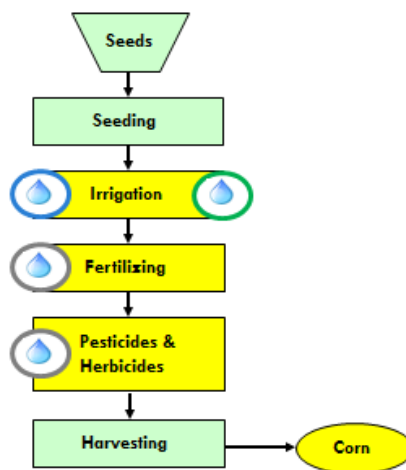 Seeds
Seeding
Irrigation
Fertilizing
Pesticides &
Herbicides
Harvesting
Corn